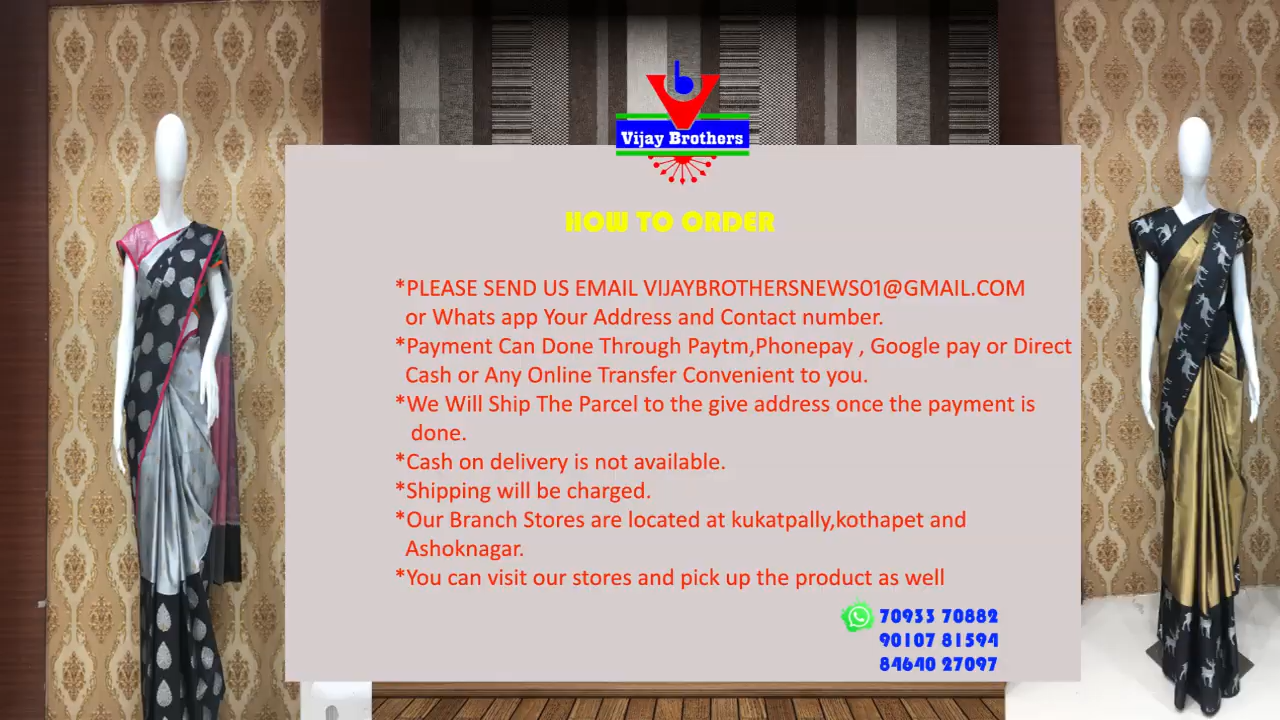 b
Vijay Brothers
HOW TO ORDER
*PLEASE SEND US EMAIL VIJAYBROTHERSNEWS01@GMAIL.COM
or Whats app Your Address and Contact number.
*Payment Can Done Through Paytm,Phonepay , Google pay or Direct
Cash or Any Online Transfer Convenient to you.
*We Will Ship The Parcel to the give address once the payment is
done.
*Cash on delivery is not available.
*Shipping will be charged.
*Our Branch Stores are located at kukatpally,kothapet and
Ashoknagar.
*You can visit our stores and pick up the product as well
70933 70882
90107 81594
84640 27097